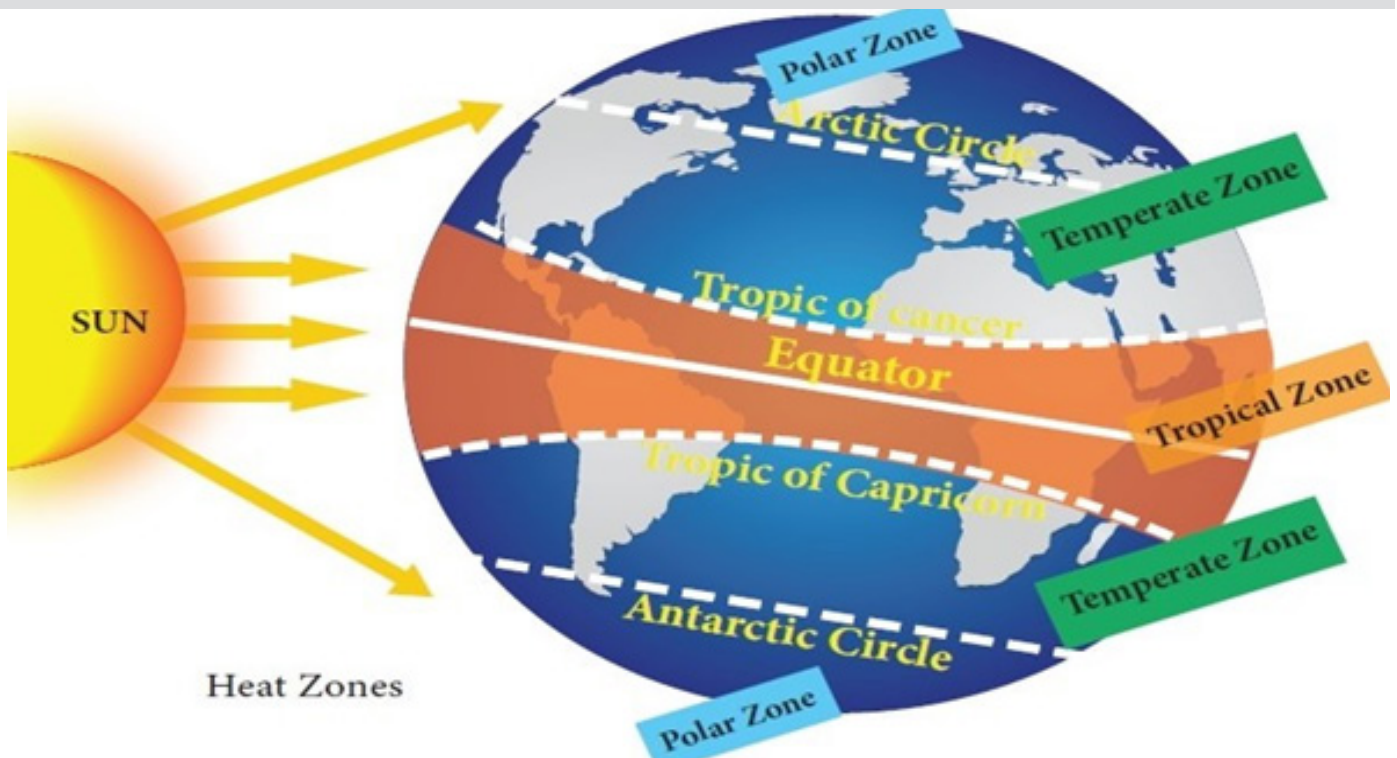 Polar Zone
Arctic Circle
Temperate Zone
SUN
Tropic of cancer
Equator
Tropical Zone
Tropic of Capricorn
Temperate Zone
Antarctic Circle
Heat Zones
Polar Zone